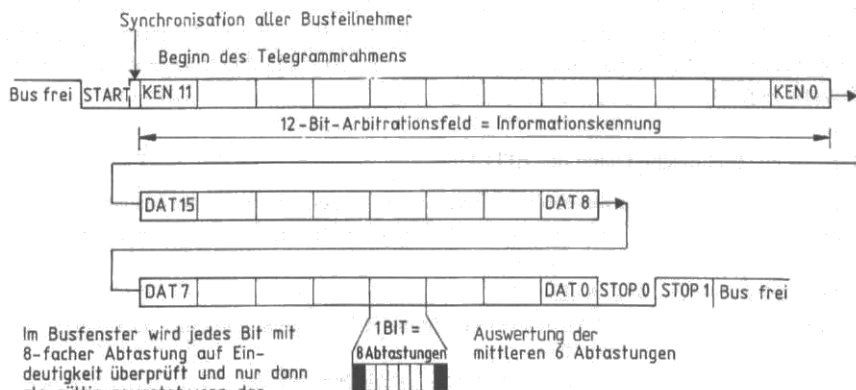 Synchronisation aller Busteilnehmer
Beginn des Telegrammrahmens
Bus frei START KEN 11 KEN 0
12-Bit-Arbitrationsfeld = Informationskennung
DAT 15 DAT 8
DAT 7 DAT 0 STOP 0 STOP 1 Bus frei
Im Busfenster wird jedes Bit mit
8-facher Abtastung auf Ein-
deutigkeit überprüft und nur dann
1 BIT =
8 Abtastungen
Auswertung der
mittleren 6 Abtastungen